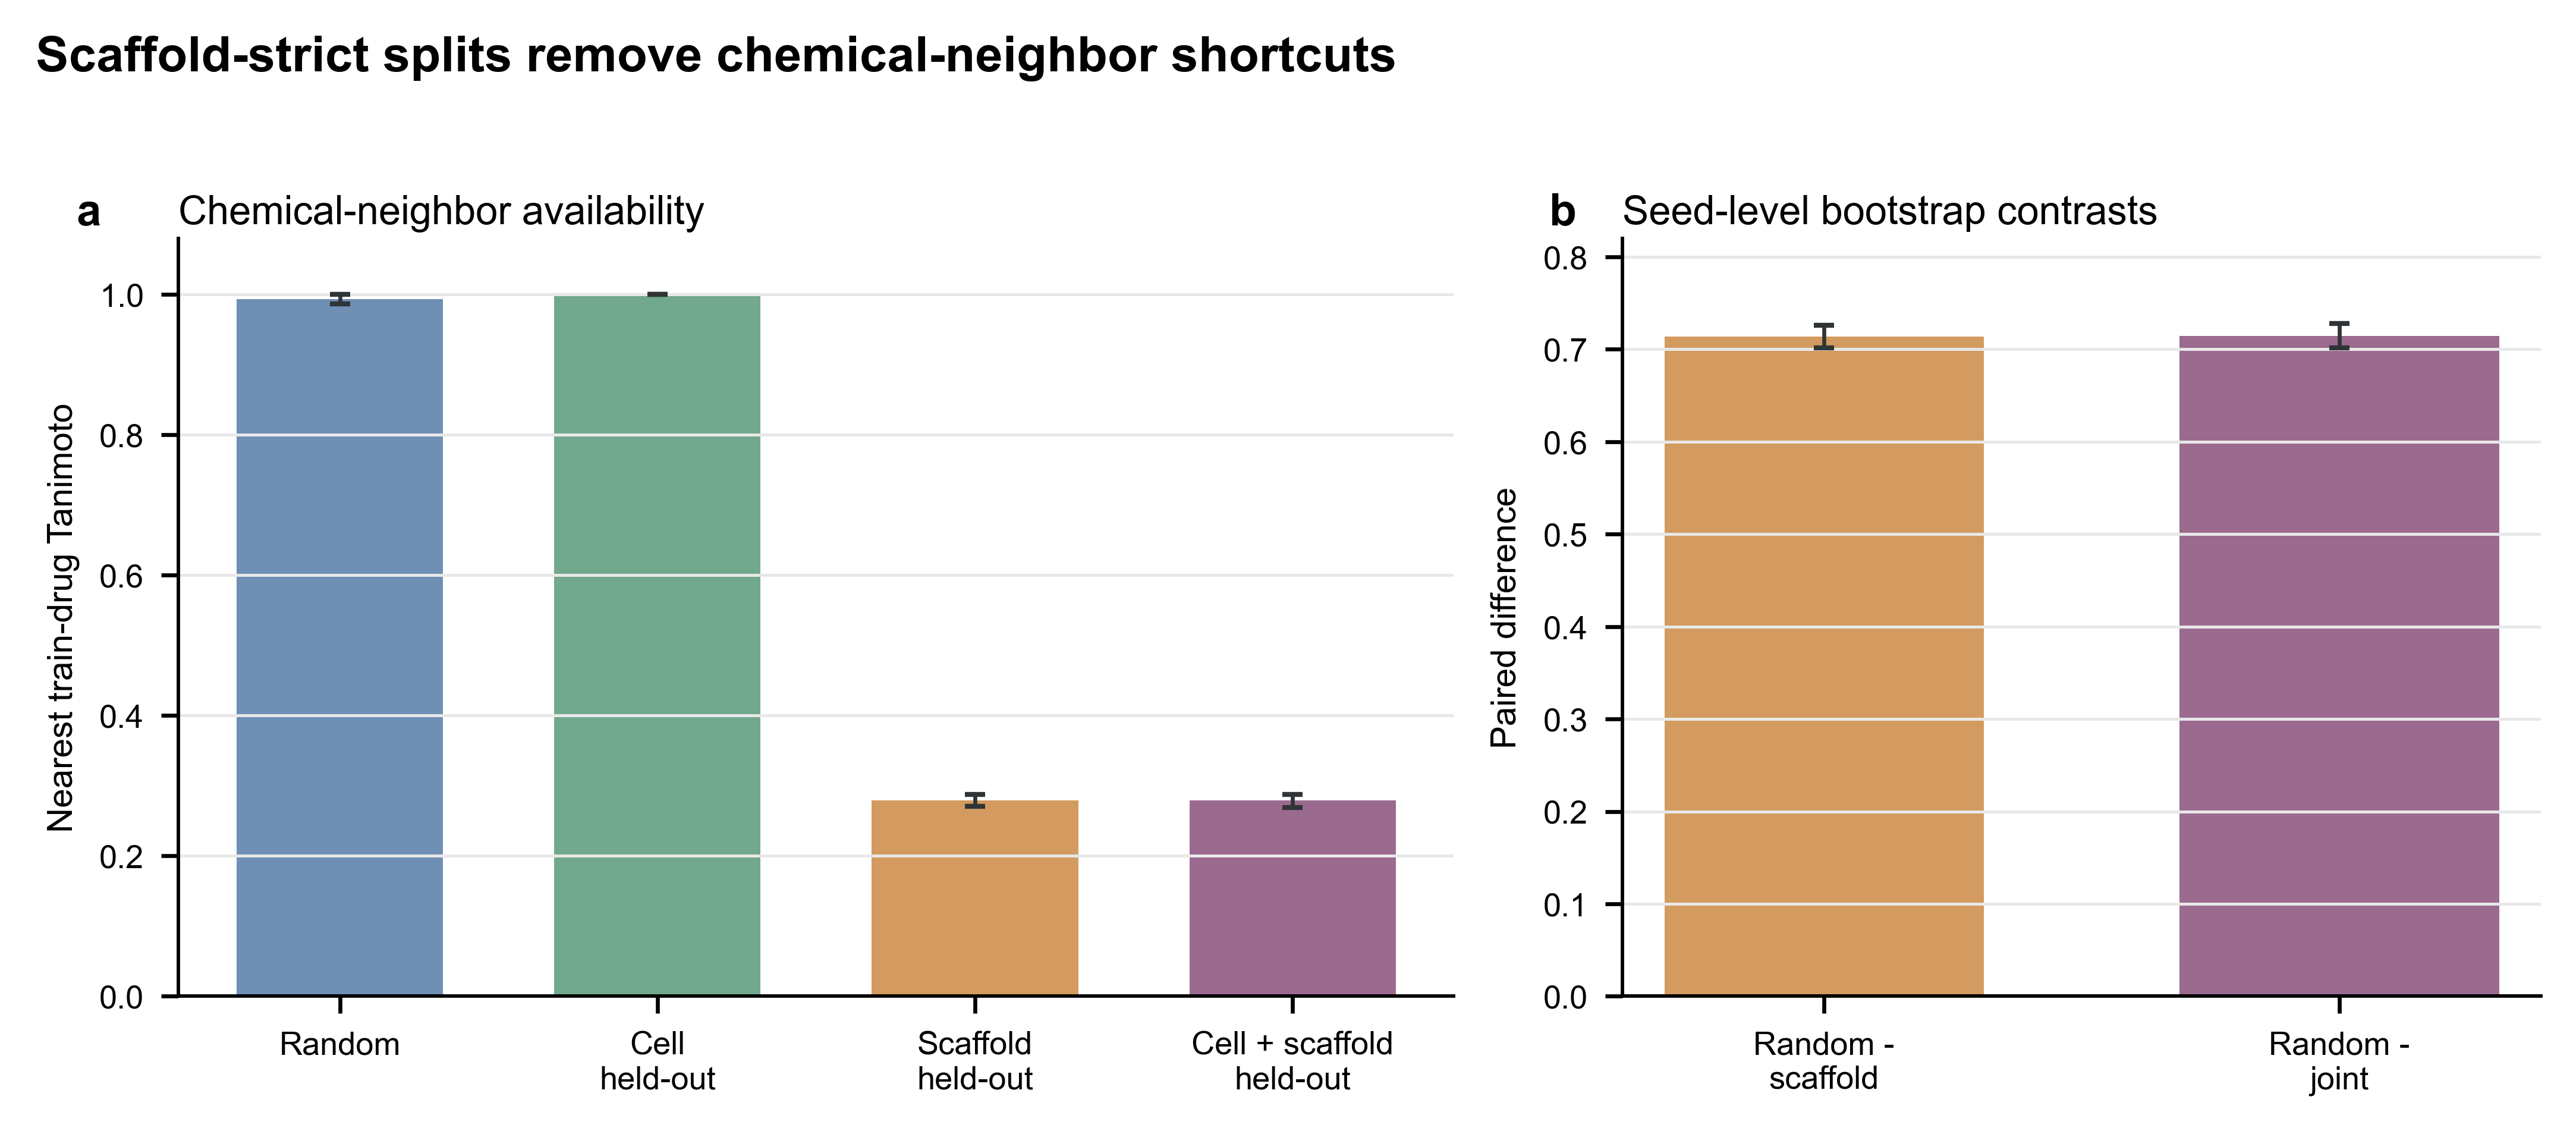 Scaffold-strict splits remove chemical-neighbor shortcuts
a
Chemical-neighbor availability
Nearest train-drug Tanimoto
1.0
0.8
0.6
0.4
0.2
0.0
Random
Cell
held-out
Scaffold
held-out
Cell + scaffold
held-out
b
Seed-level bootstrap contrasts
Paired difference
0.8
0.7
0.6
0.5
0.4
0.3
0.2
0.1
0.0
Random -
scaffold
Random -
joint